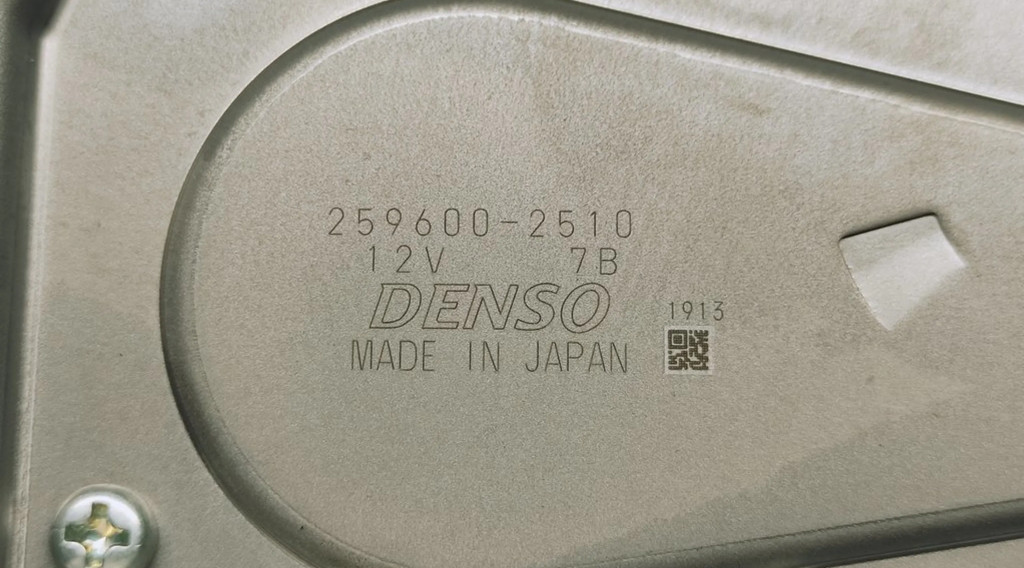 259600-2510
12V 7B
DENSO
1913
MADE IN JAPAN